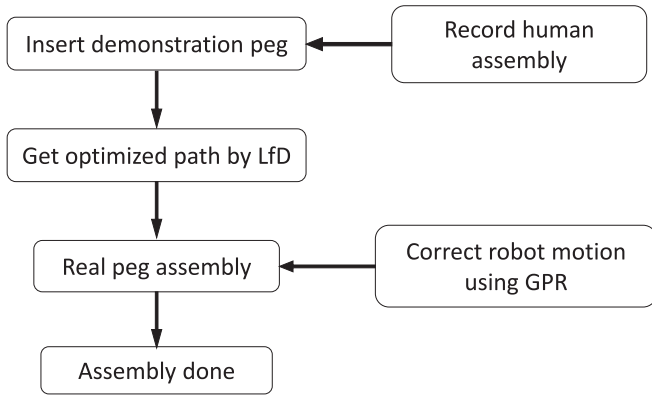 Insert demonstration peg
Record human
assembly
Get optimized path by LfD
Real peg assembly
Correct robot motion
using GPR
Assembly done